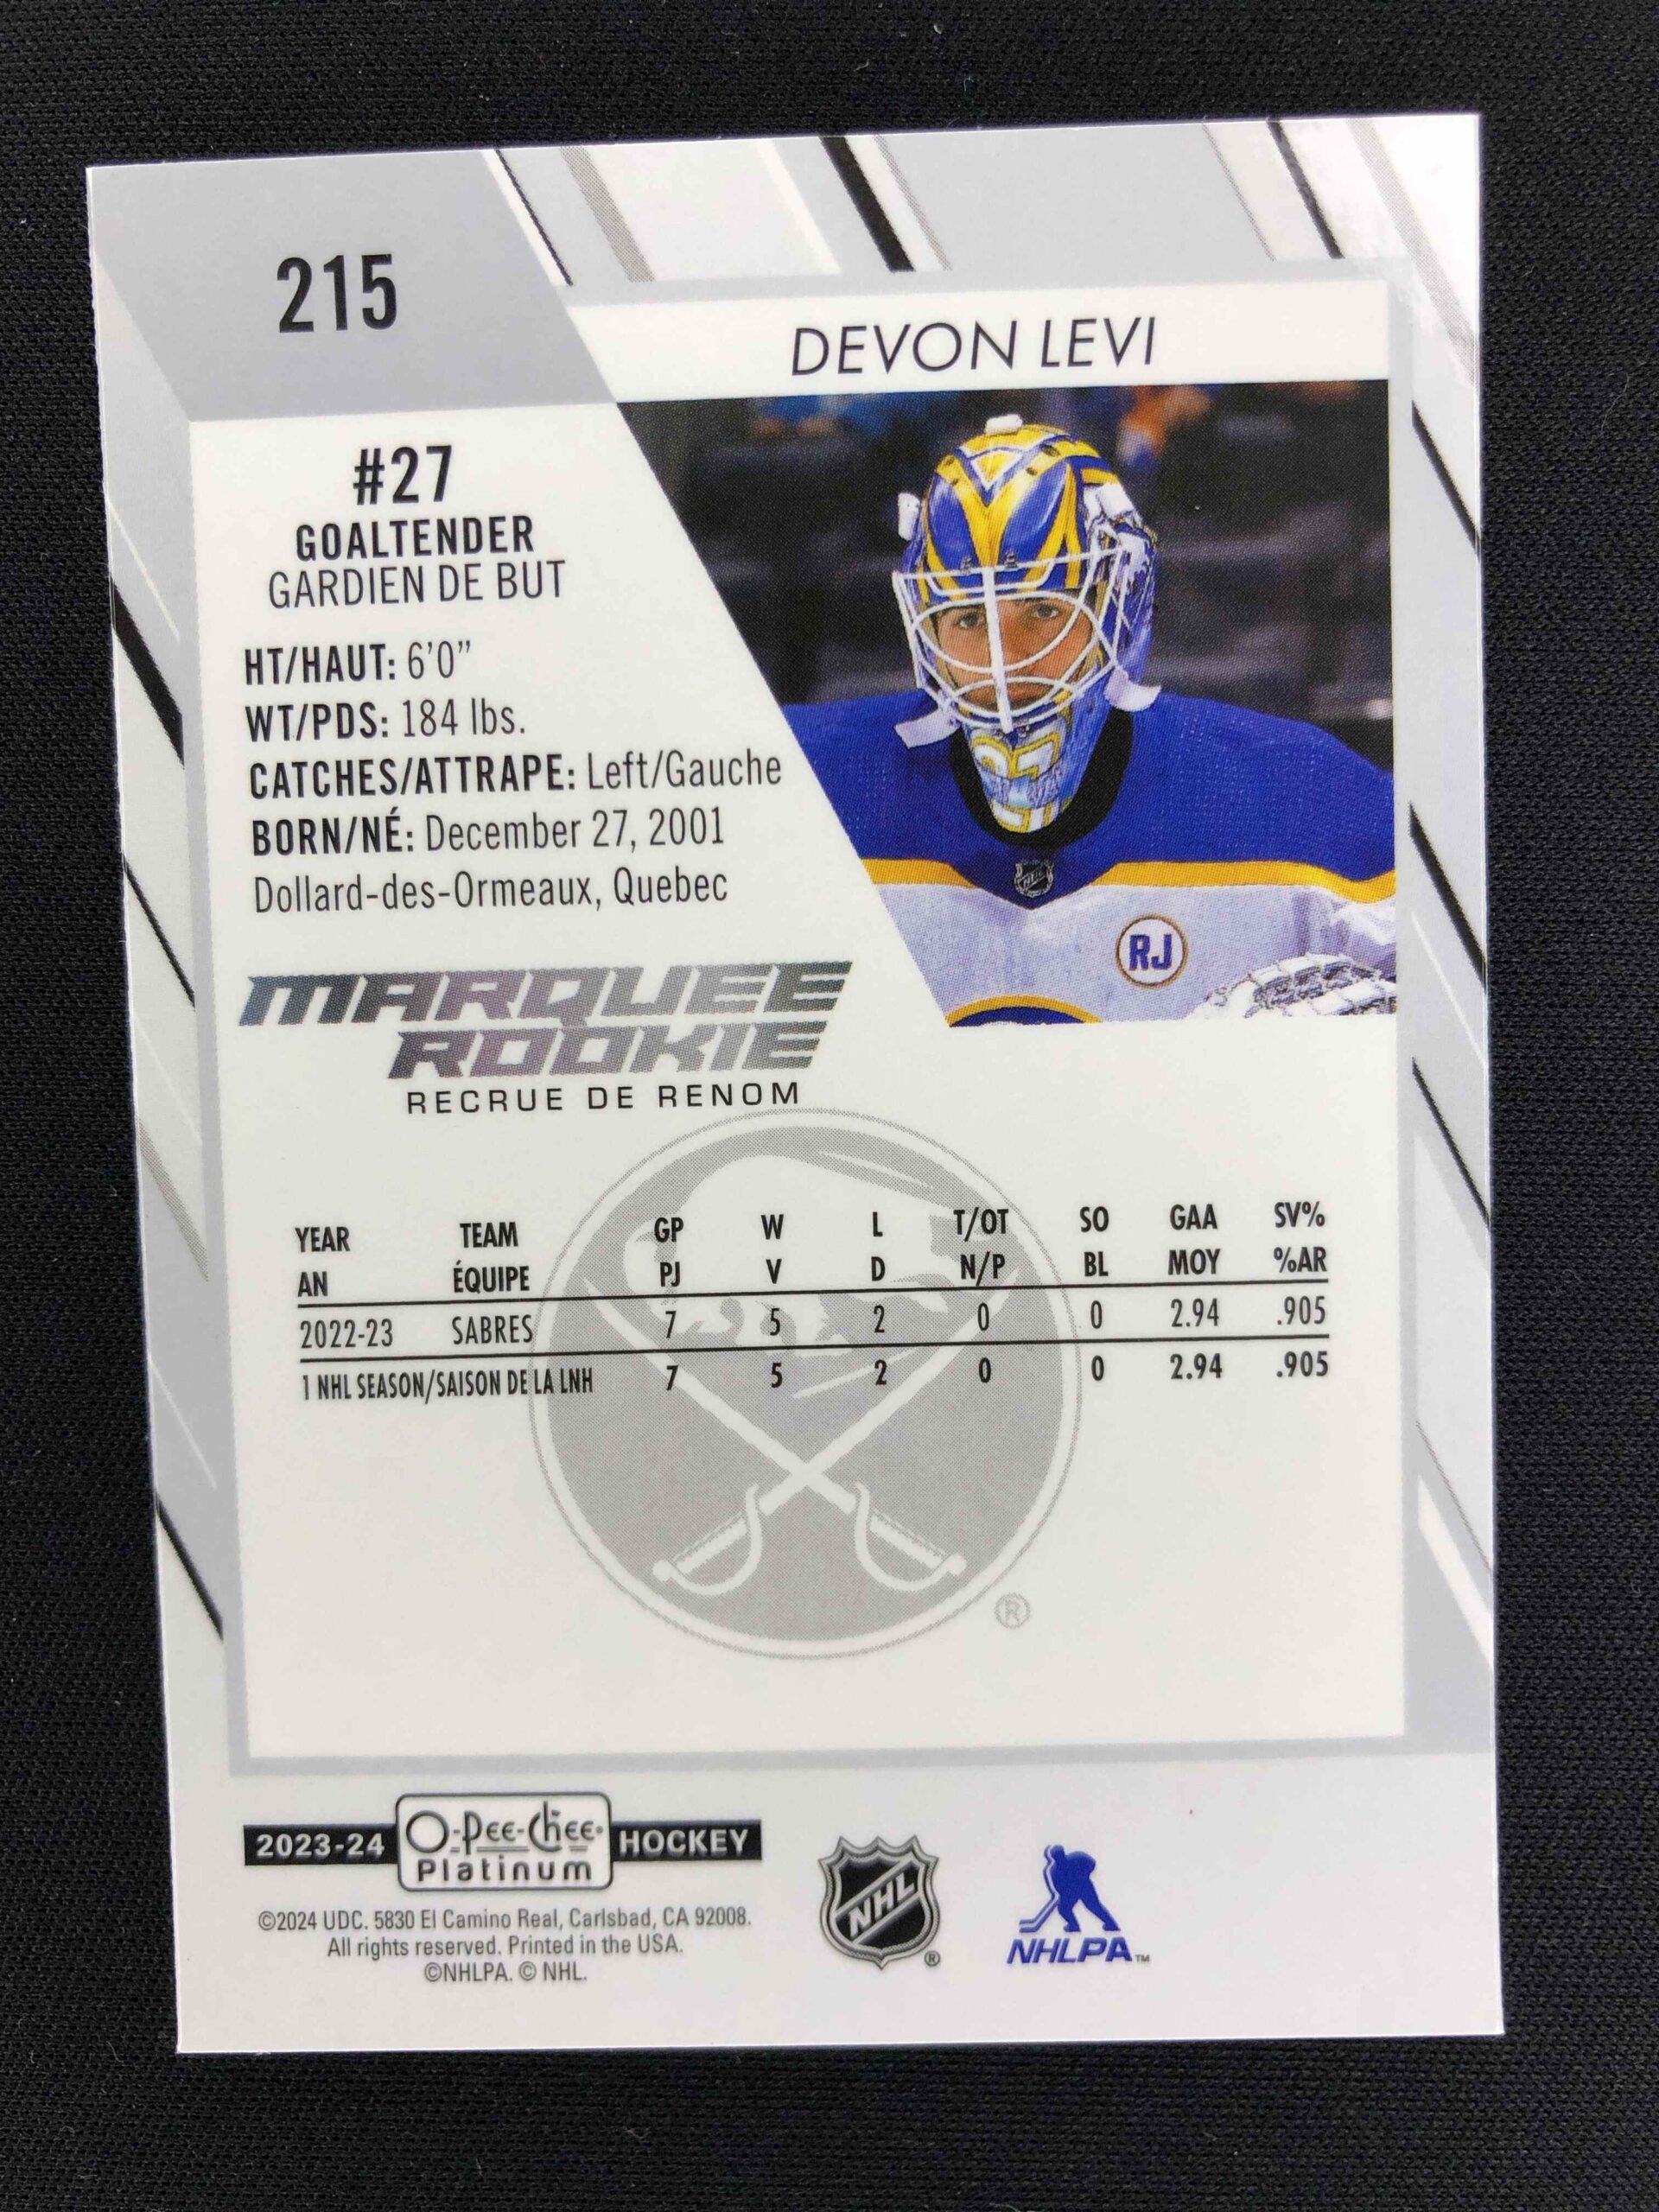 215
DEVON LEVI
#27
GOALTENDER
GARDIEN DE BUT
HT/HAUT: 6'0"
WT/PDS: 184 lbs.
CATCHES/ATTRAPE: Left/Gauche
BORN/NÉ: December 27, 2001
Dollard-des-Ormeaux, Quebec
NHL
RJ
27
MARQUEE
ROOKIE
RECRUE DE RENOM
YEAR TEAM GP W L T/OT SO GAA SV%
AN ÉQUIPE PJ V D N/P BL MOY %AR
2022-23 SABRES 7 5 2 0 0 2.94 .905
1 NHL SEASON/SAISON DE LA LNH 7 5 2 0 0 2.94 .905
®
2023-24 O-Pee-Chee® HOCKEY
Platinum
©2024 UDC. 5830 El Camino Real, Carlsbad, CA 92008.
All rights reserved. Printed in the USA.
©NHLPA. © NHL.
NHL ®
NHLPA™